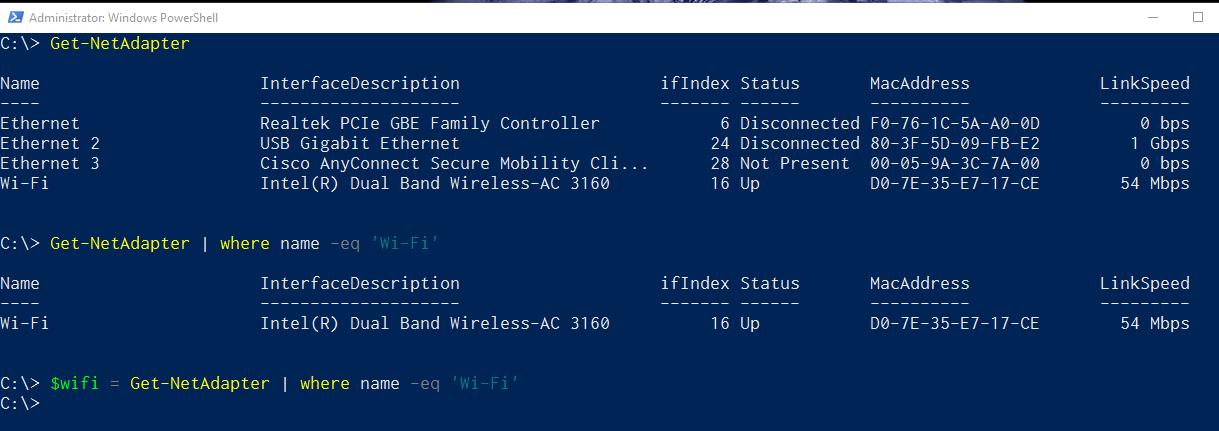 Administrator: Windows PowerShell
C:\> Get-NetAdapter
Name InterfaceDescription ifIndex Status MacAddress LinkSpeed
---- -------------------- ------- ------ ---------- ---------
Ethernet Realtek PCIe GBE Family Controller 6 Disconnected F0-76-1C-5A-A0-0D 0 bps
Ethernet 2 USB Gigabit Ethernet 24 Disconnected 80-3F-5D-09-FB-E2 1 Gbps
Ethernet 3 Cisco AnyConnect Secure Mobility Cli... 28 Not Present 00-05-9A-3C-7A-00 0 bps
Wi-Fi Intel(R) Dual Band Wireless-AC 3160 16 Up D0-7E-35-E7-17-CE 54 Mbps
C:\> Get-NetAdapter | where name -eq 'Wi-Fi'
Name InterfaceDescription ifIndex Status MacAddress LinkSpeed
---- -------------------- ------- ------ ---------- ---------
Wi-Fi Intel(R) Dual Band Wireless-AC 3160 16 Up D0-7E-35-E7-17-CE 54 Mbps
C:\> $wifi = Get-NetAdapter | where name -eq 'Wi-Fi'
C:\>